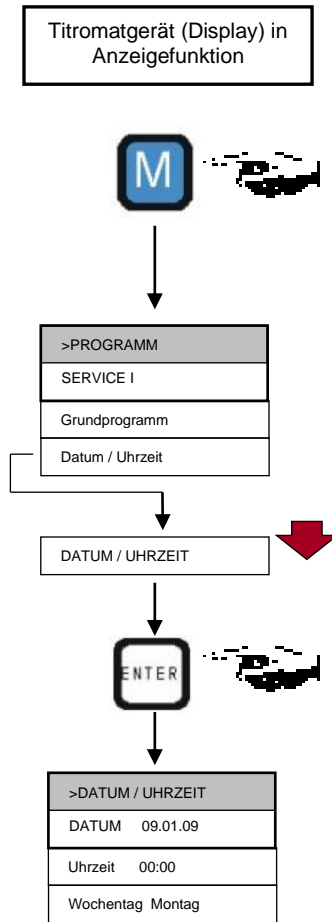 Titromatgerät (Display) in
Anzeigefunktion
M
>PROGRAMM
SERVICE I
Grundprogramm
Datum / Uhrzeit
DATUM / UHRZEIT
ENTER
>DATUM / UHRZEIT
DATUM 09.01.09
Uhrzeit 00:00
Wochentag Montag